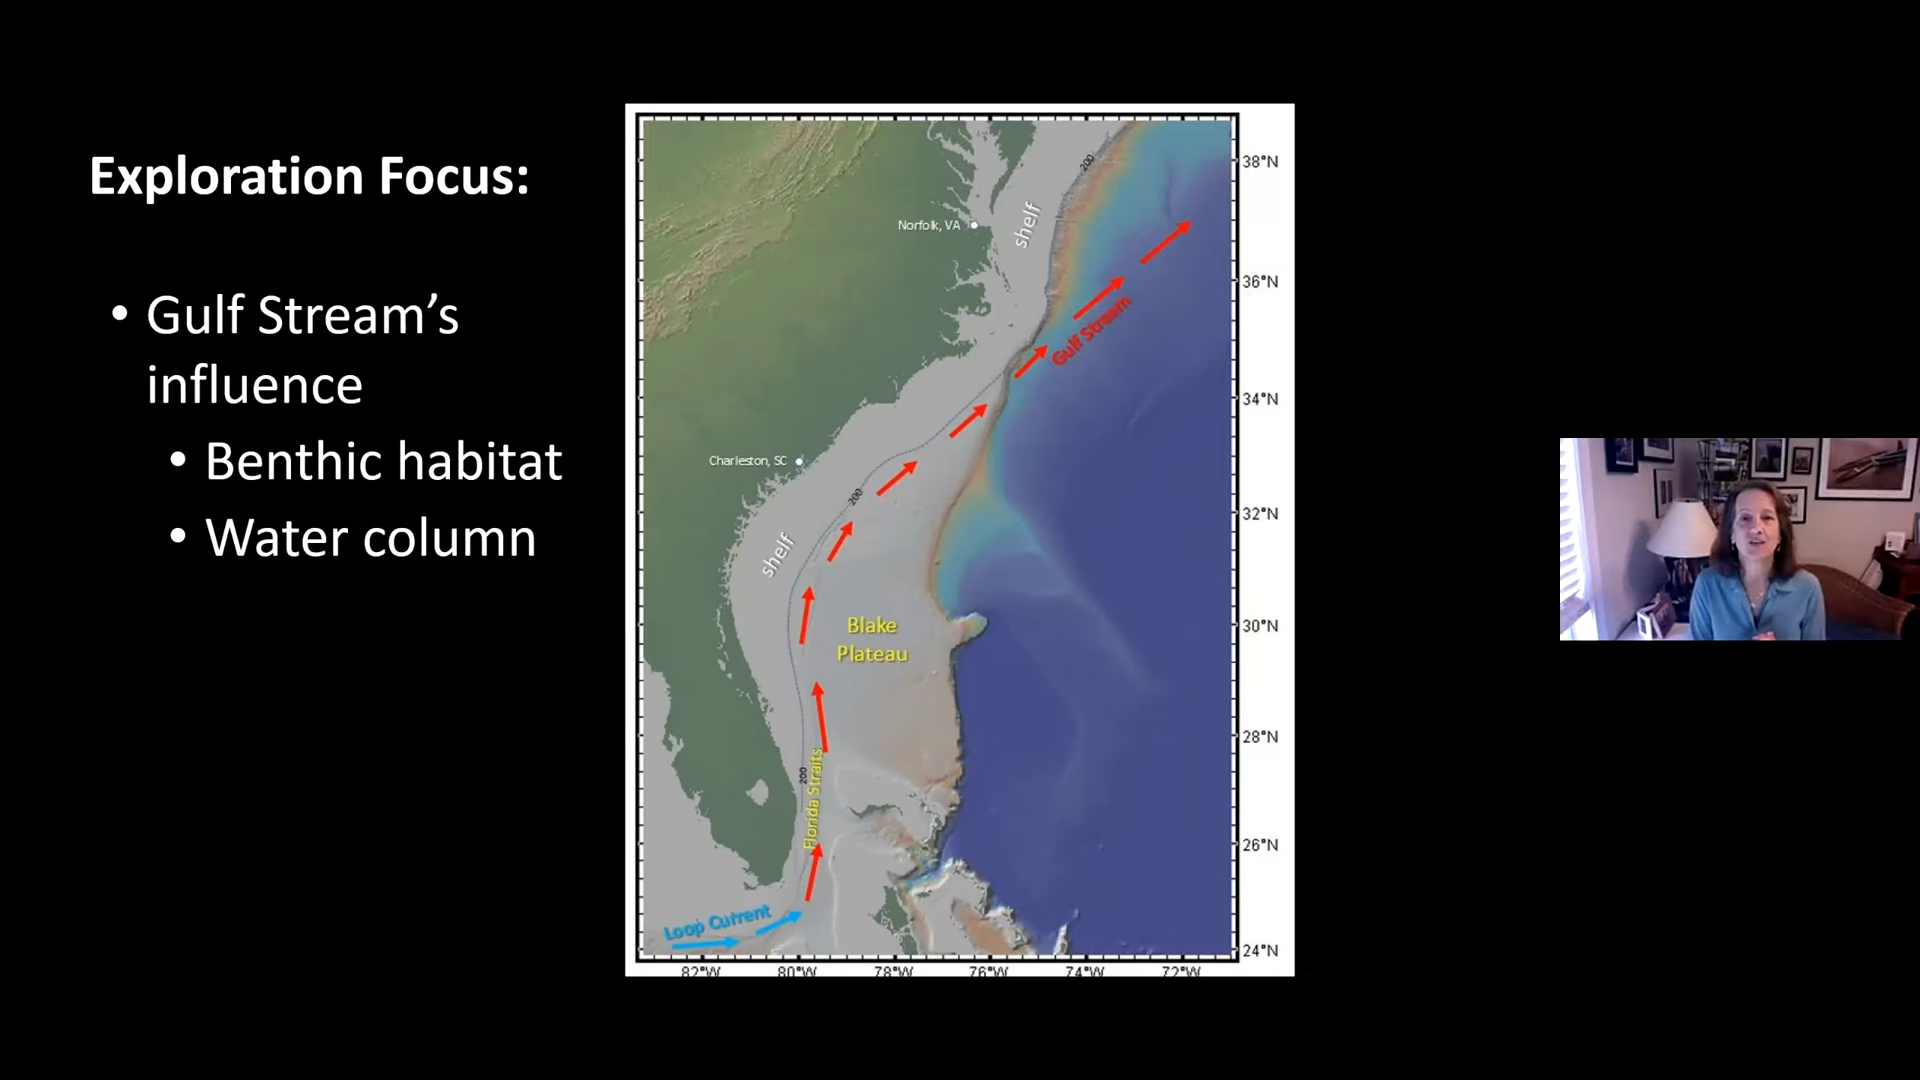 Exploration Focus:
• Gulf Stream’s
influence
• Benthic habitat
• Water column
200
38°N
shelf
Norfolk, VA
36°N
Gulf Stream
34°N
Charleston, SC
200
32°N
shelf
Blake
Plateau
30°N
28°N
200
Florida Straits
26°N
Loop Current
24°N
82°W 80°W 78°W 76°W 74°W 72°W